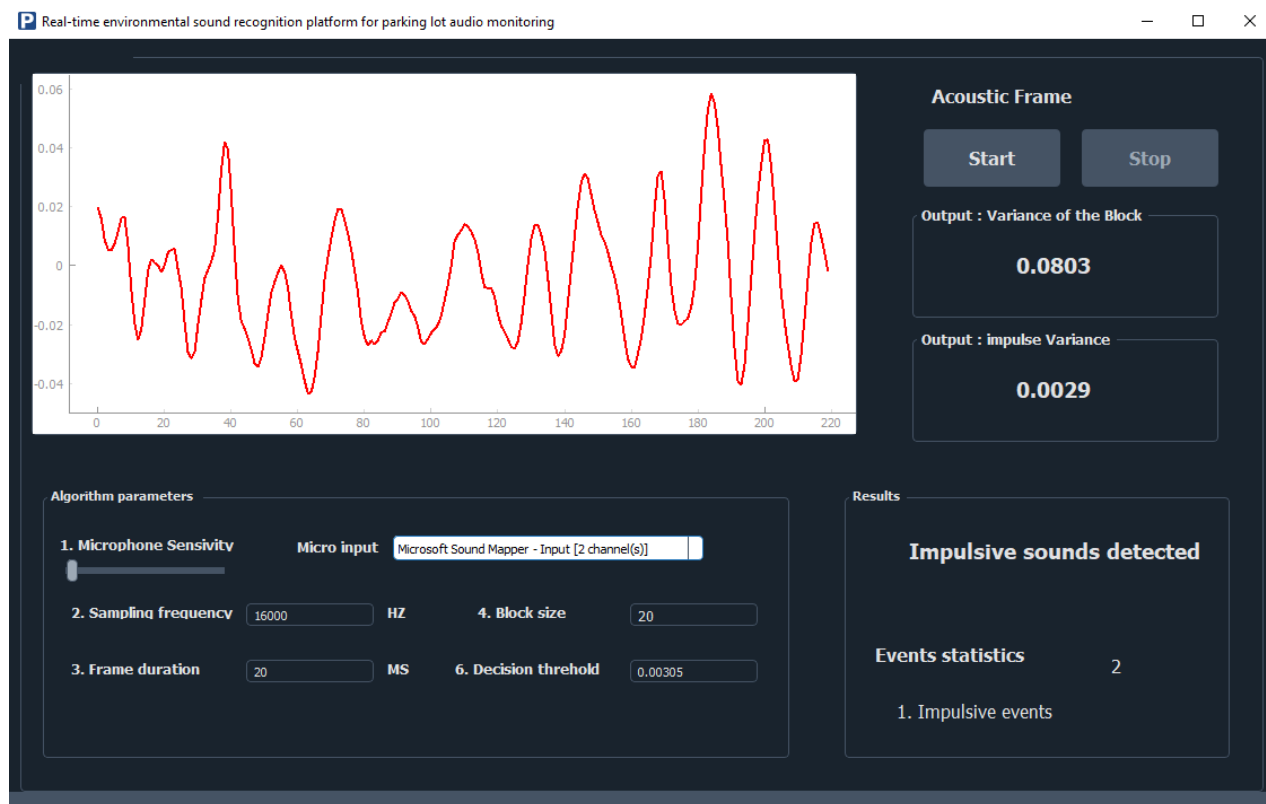 Real-time environmental sound recognition platform for parking lot audio monitoring
0.06
0.04
0.02
0
-0.02
-0.04
0 20 40 60 80 100 120 140 160 180 200 220
Acoustic Frame
Start Stop
Output : Variance of the Block
0.0803
Output : impulse Variance
0.0029
Algorithm parameters
1. Microphone Sensivity Micro input Microsoft Sound Mapper - Input [2 channel(s)]
2. Sampling frequency 16000 HZ 4. Block size 20
3. Frame duration 20 MS 6. Decision threhold 0.00305
Results
Impulsive sounds detected
Events statistics 2
1. Impulsive events